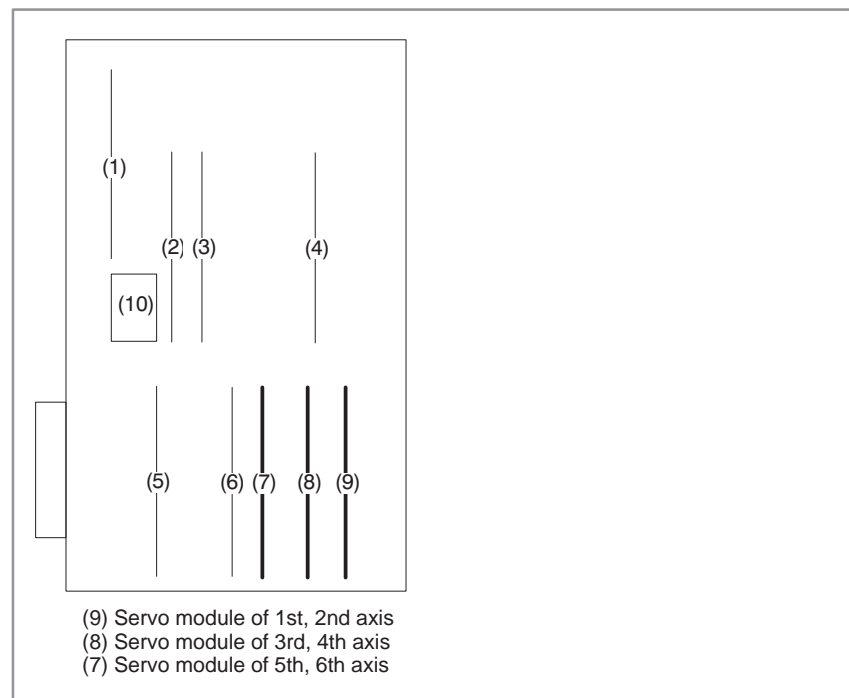 (1)
(2) (3) (4)
(10)
(5) (6) (7) (8) (9)
(9) Servo module of 1st, 2nd axis
(8) Servo module of 3rd, 4th axis
(7) Servo module of 5th, 6th axis